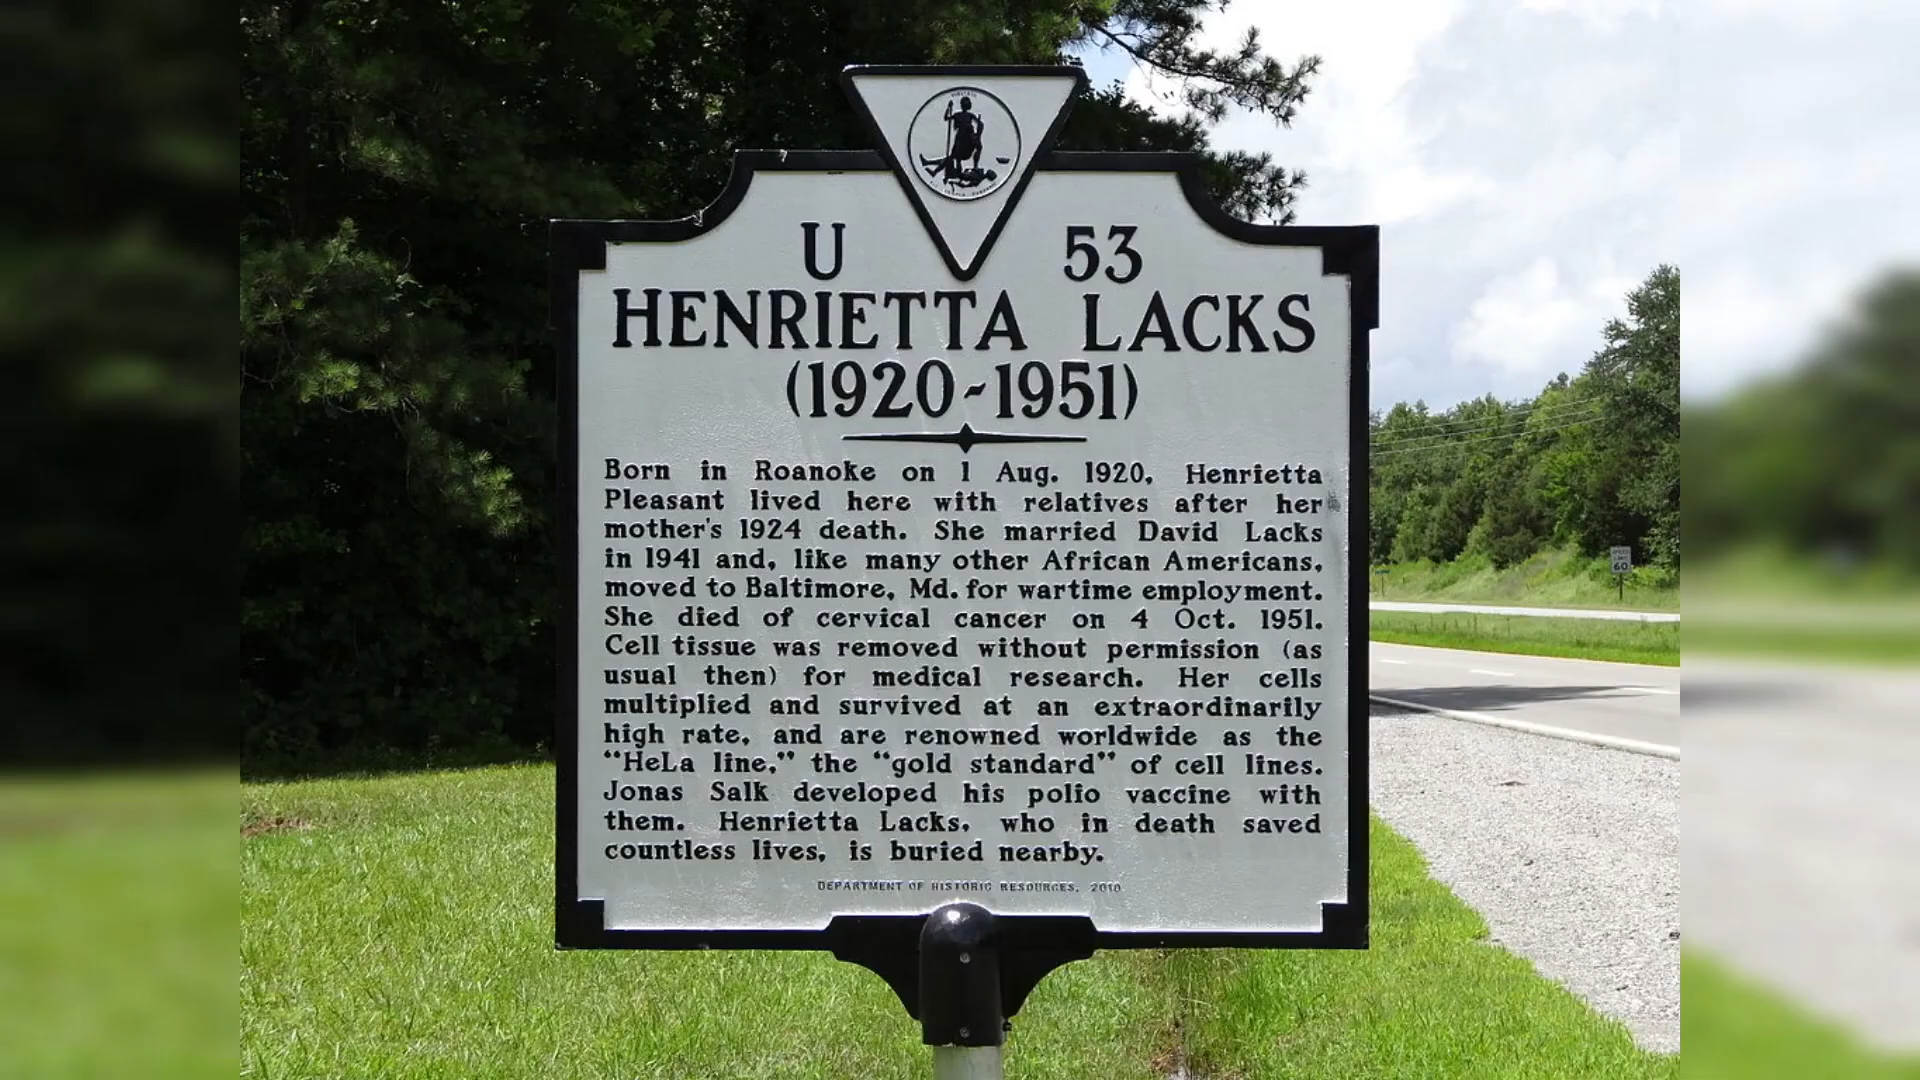 U 53
HENRIETTA LACKS
(1920-1951)
Born in Roanoke on 1 Aug. 1920, Henrietta
Pleasant lived here with relatives after her
mother's 1924 death. She married David Lacks
in 1941 and, like many other African Americans,
moved to Baltimore, Md. for wartime employment.
She died of cervical cancer on 4 Oct. 1951.
Cell tissue was removed without permission (as
usual then) for medical research. Her cells
multiplied and survived at an extraordinarily
high rate, and are renowned worldwide as the
“HeLa line,” the “gold standard” of cell lines.
Jonas Salk developed his polio vaccine with
them. Henrietta Lacks, who in death saved
countless lives, is buried nearby.
DEPARTMENT OF HISTORIC RESOURCES, 2010
SPEED
LIMIT
60